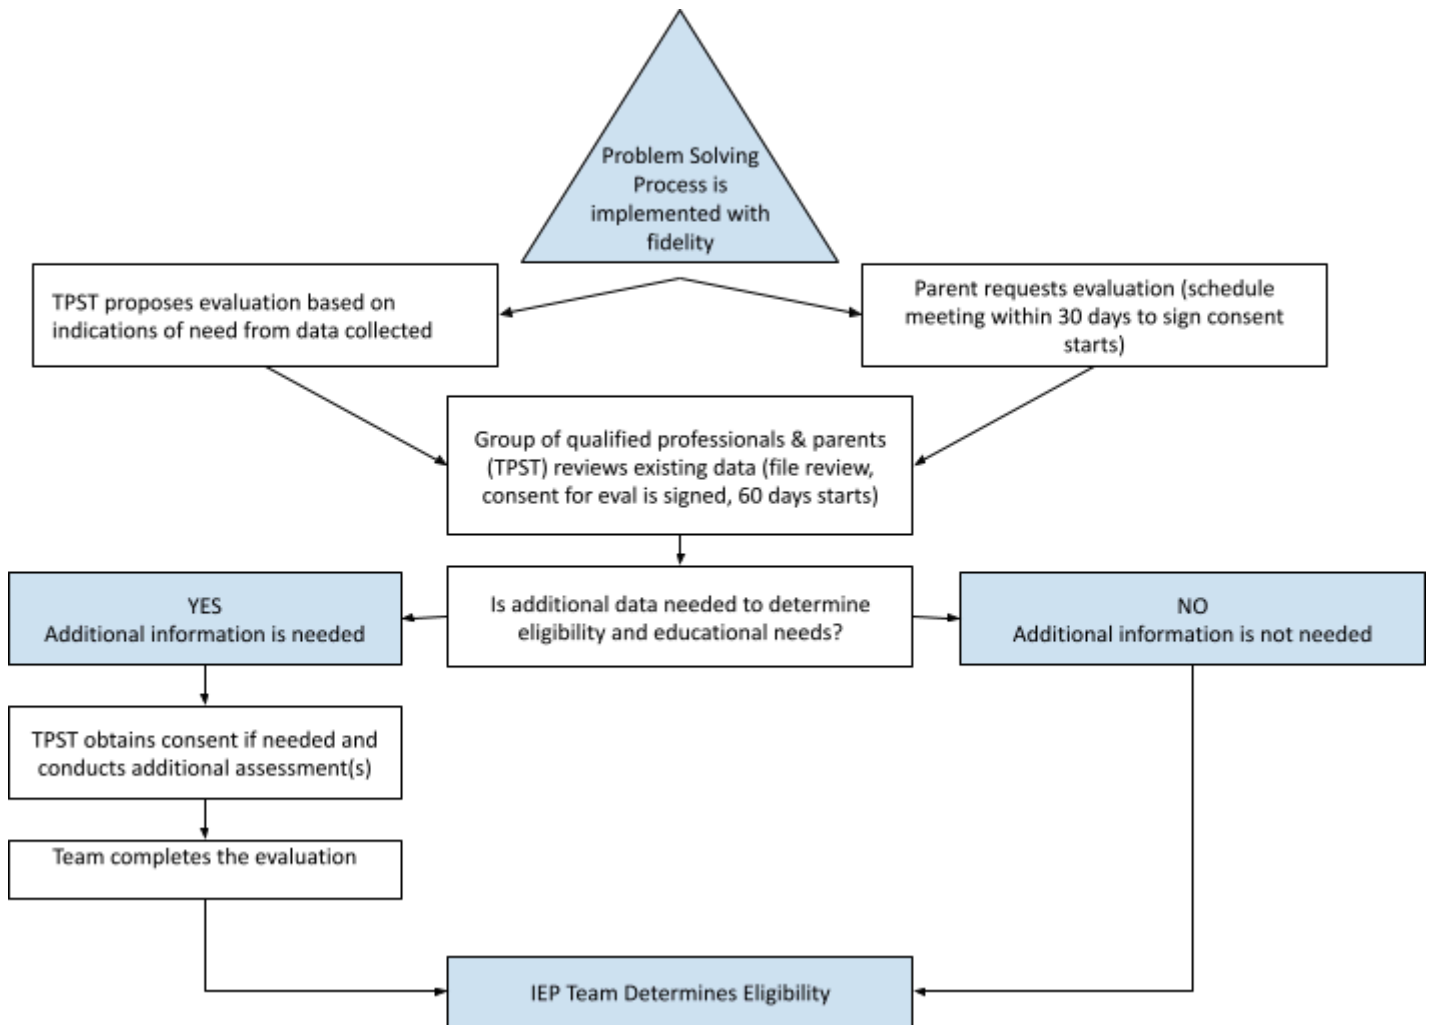 Problem Solving
Process is
implemented with
fidelity
TPST proposes evaluation based on
indications of need from data collected
Parent requests evaluation (schedule
meeting within 30 days to sign consent
starts)
Group of qualified professionals & parents
(TPST) reviews existing data (file review,
consent for eval is signed, 60 days starts)
YES
Additional information is needed
Is additional data needed to determine
eligibility and educational needs?
NO
Additional information is not needed
TPST obtains consent if needed and
conducts additional assessment(s)
Team completes the evaluation
IEP Team Determines Eligibility